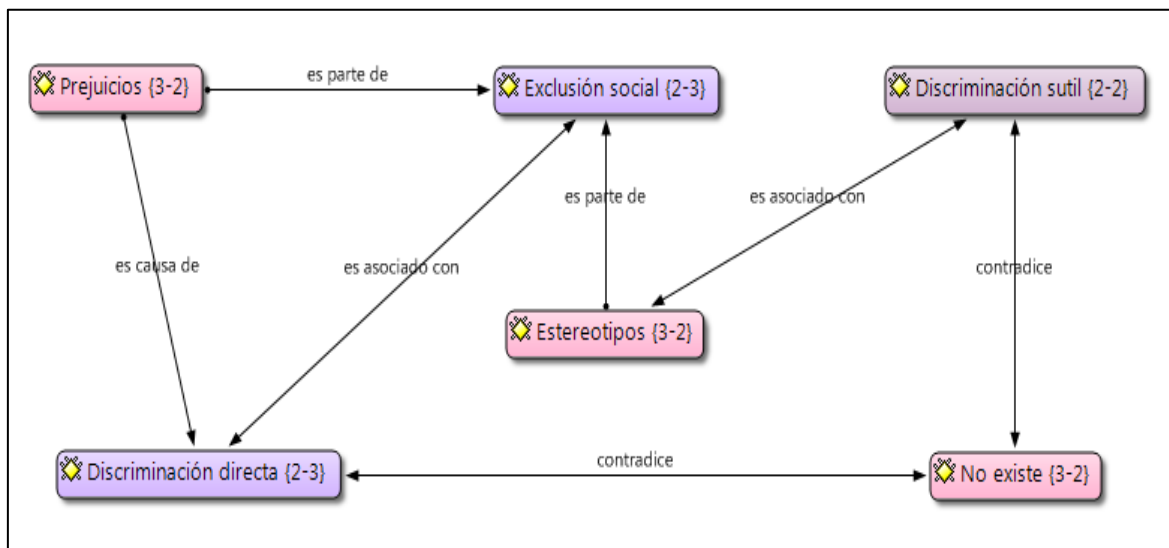 Prejuicios {3-2}
es parte de
Exclusión social {2-3}
Discriminación sutil {2-2}
es parte de
es asociado con
es causa de
es asociado con
contradice
Estereotipos {3-2}
Discriminación directa {2-3}
contradice
No existe {3-2}